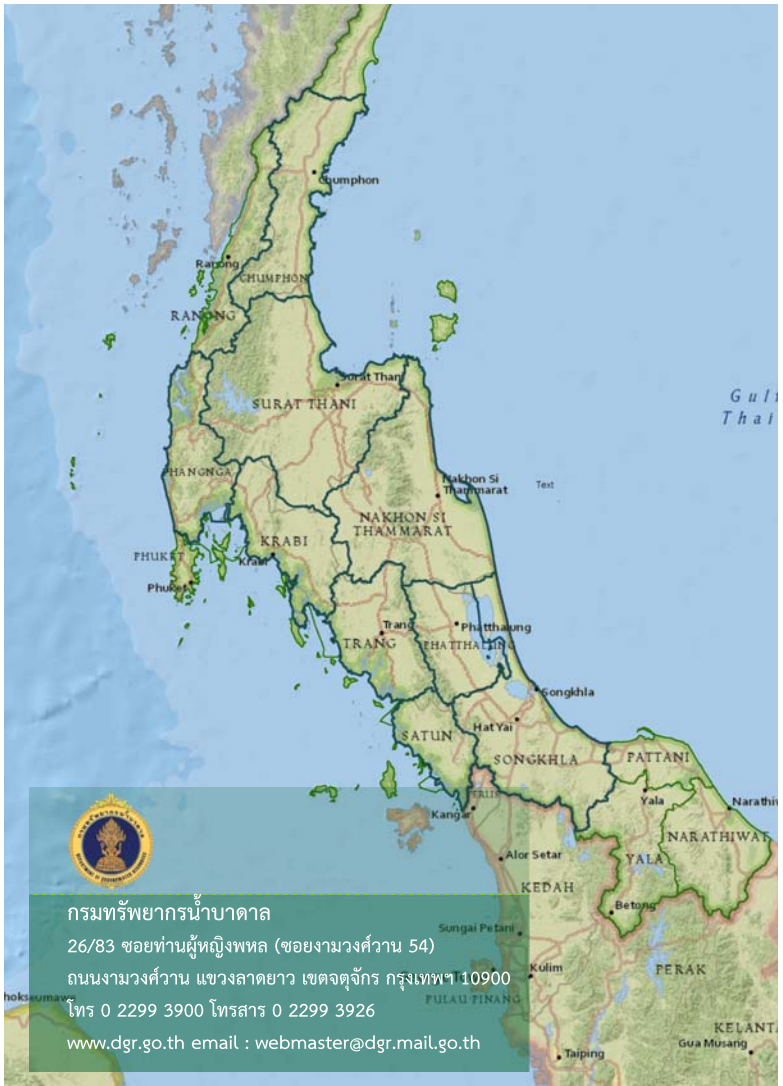 Chumphon
Ranong
CHUMPHON
RANONG
Surat Than
SURAT THANI
Gulf
Thai
PHANGNGA
Nakhon Si
Thammarat
Text
NAKHON SI
THAMMARAT
KRABI
PHUKET
Krabi
Phuket
Trang
Phatthalung
TRANG
PHATTHALUNG
Songkhla
Hat Yai
SATUN
SONGKHLA
PATTANI
PERLIS
Yala
Kangar
NARATHIWAT
Alor Setar
YALA
KEDAH
Betong
กรมทรัพยากรน้ำบาดาล
Sungai Petani
26/83 ซอยท่านผู้หญิงพหล (ซอยงามวงศ์วาน 54)
Kulim
PERAK
ถนนงามวงศ์วาน แขวงลาดยาว เขตจตุจักร กรุงเทพฯ 10900
PULAU PINANG
โทร 0 2299 3900 โทรสาร 0 2299 3926
KELANTA
Gua Musang
www.dgr.go.th email : webmaster@dgr.mail.go.th
Taiping